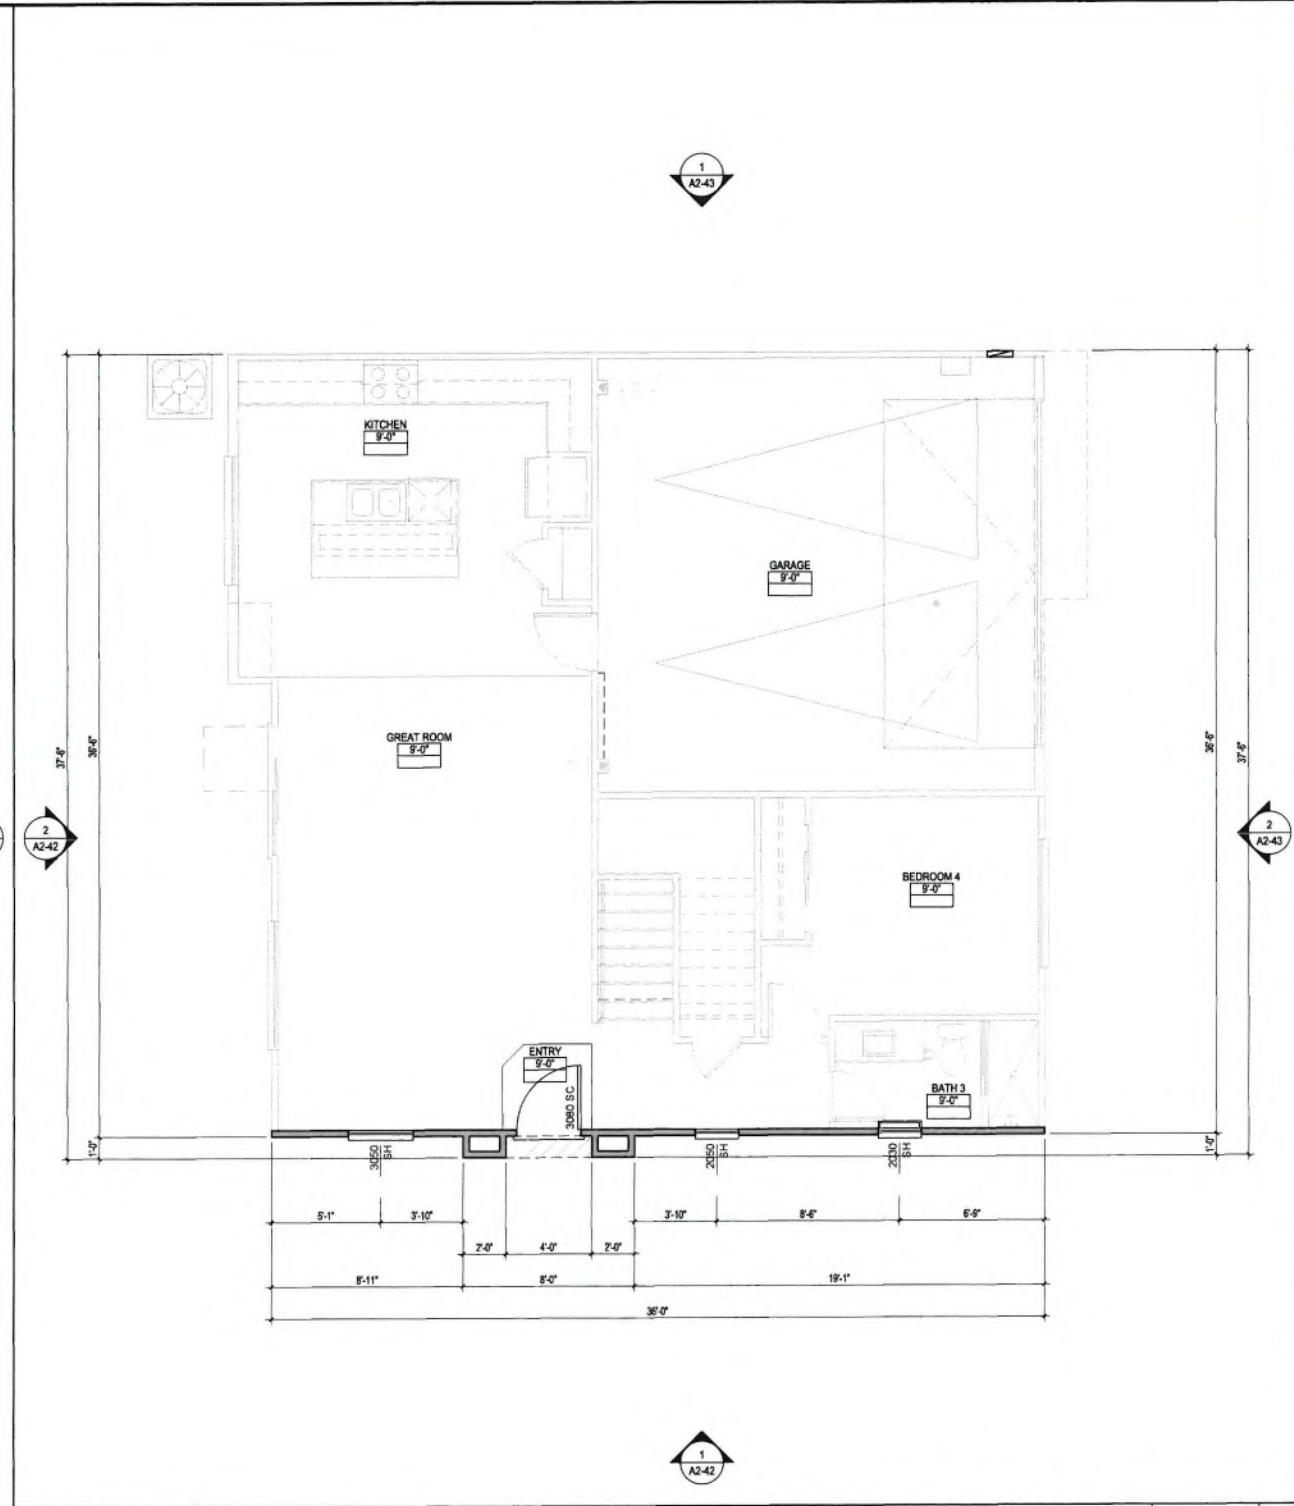 1
A2-43
KITCHEN
9'-0"
GARAGE
9'-0"
GREAT ROOM
9'-0"
37'-6"
36'-6"
36'-6"
37'-6"
2
A2-42
2
A2-43
BEDROOM 4
9'-0"
ENTRY
9'-0"
3080 SC
BATH 3
9'-0"
1'-0"
1'-0"
3050
SH
2050
SH
2030
SH
5'-1"
3'-10"
3'-10"
8'-6"
6'-9"
2'-0"
4'-0"
2'-0"
8'-11"
8'-0"
19'-1"
36'-0"
1
A2-42